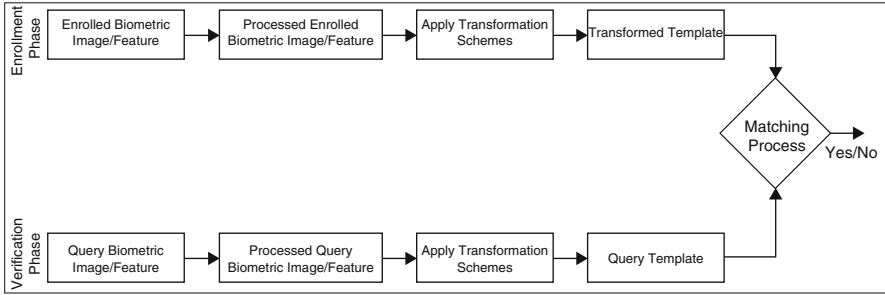 Enrollment
Phase
Enrolled Biometric
Image/Feature
Processed Enrolled
Biometric Image/Feature
Apply Transformation
Schemes
Transformed Template
Matching
Process
Yes/No
Verification
Phase
Query Biometric
Image/Feature
Processed Query
Biometric Image/Feature
Apply Transformation
Schemes
Query Template